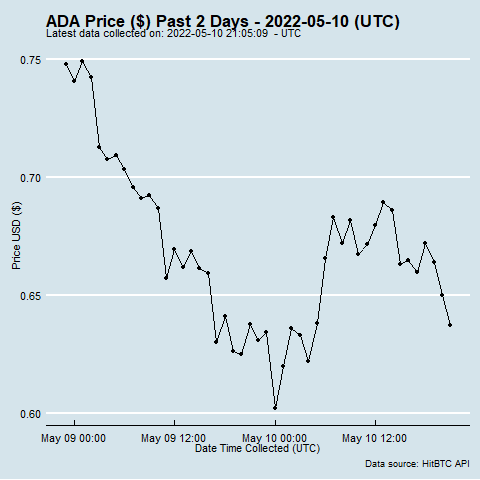 ADA Price ($) Past 2 Days - 2022-05-10 (UTC)
Latest data collected on: 2022-05-10 21:05:09 - UTC
Price USD ($)
0.75
0.70
0.65
0.60
May 09 00:00 May 09 12:00 May 10 00:00 May 10 12:00
Date Time Collected (UTC)
Data source: HitBTC API